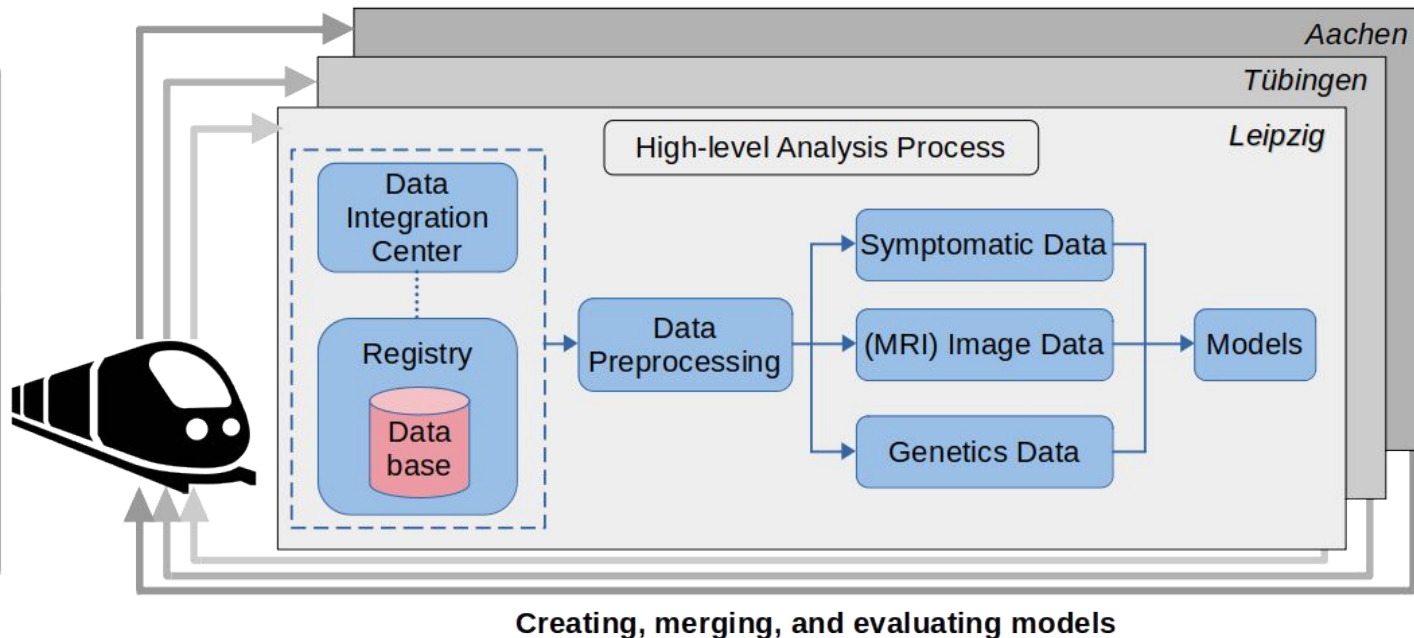 Aachen
Tübingen
Leipzig
High-level Analysis Process
Data
Integration
Center
Registry
Data
base
Data
Preprocessing
Symptomatic Data
(MRI) Image Data
Genetics Data
Models
Creating, merging, and evaluating models